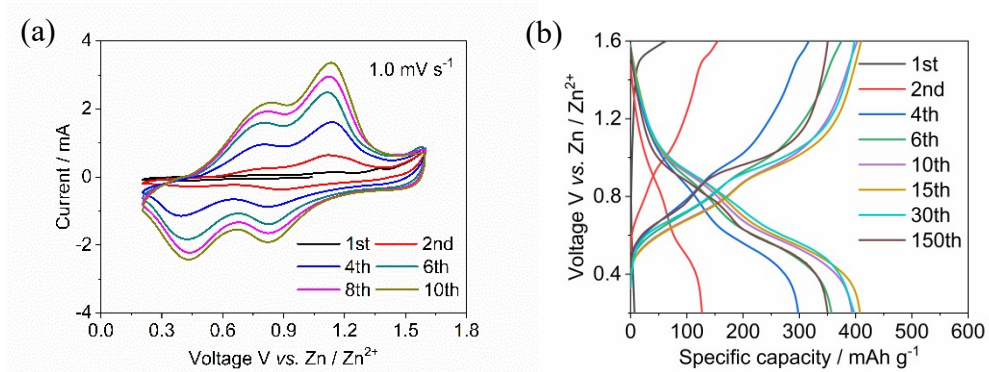 (a)
4
2
0
-2
-4
Current / mA
1.0 mV s⁻¹
1st 2nd
4th 6th
8th 10th
0.0 0.3 0.6 0.9 1.2 1.5 1.8
Voltage V vs. Zn / Zn²⁺
(b)
1.6
1.2
0.8
0.4
Voltage V vs. Zn / Zn²⁺
1st
2nd
4th
6th
10th
15th
30th
150th
0 100 200 300 400 500 600
Specific capacity / mAh g⁻¹